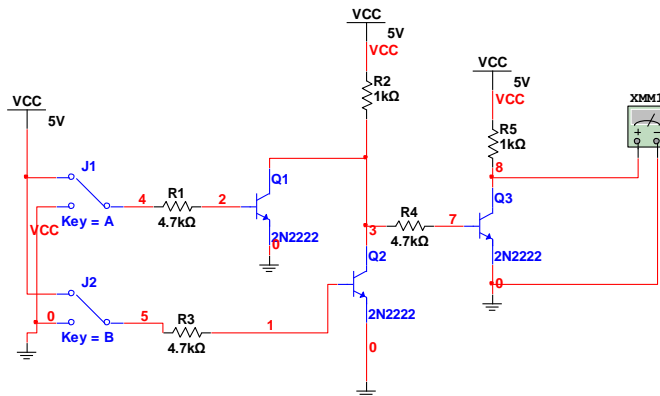 VCC
5V
VCC
R2
1kΩ
VCC
5V
VCC
R5
1kΩ
XMM1
VCC
5V
J1
4
R1
4.7kΩ
2
Q1
2N2222
0
Key = A
VCC
8
Q3
3
R4
4.7kΩ
7
2N2222
0
J2
0
Key = B
5
R3
4.7kΩ
1
Q2
2N2222
0